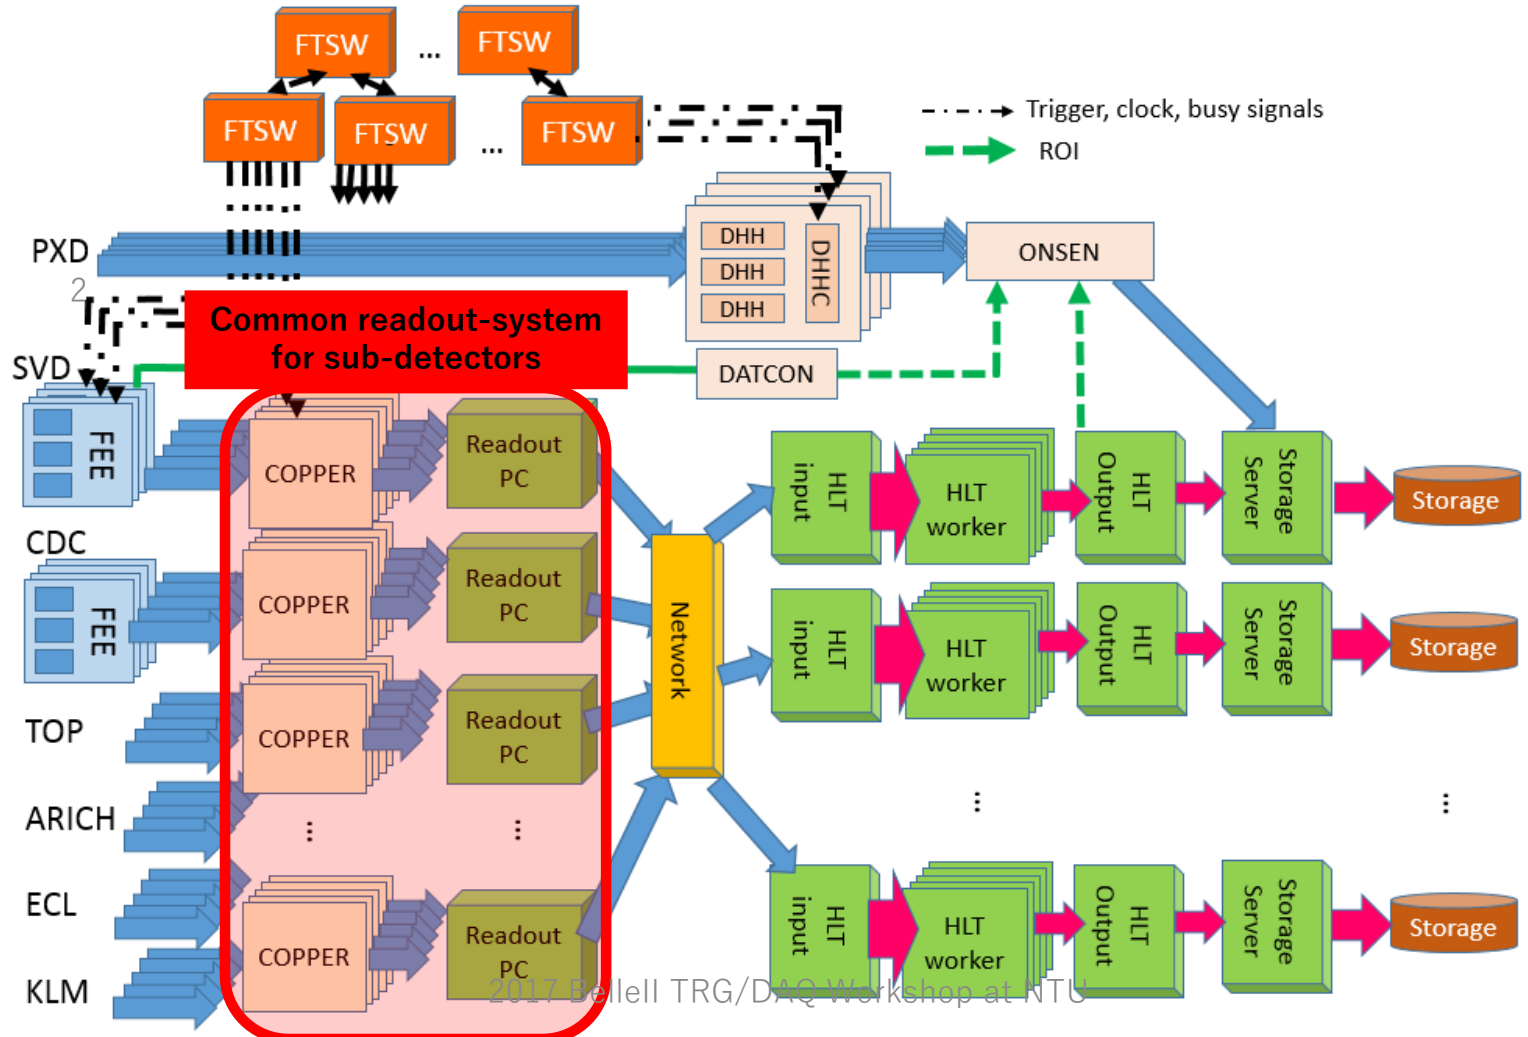 FTSW
...
FTSW
FTSW
FTSW
...
FTSW
Trigger, clock, busy signals
ROI
PXD
DHH
DHH
DHH
DHHC
ONSEN
2
Common readout-system
for sub-detectors
SVD
DATCON
FEE
COPPER
Readout
PC
HLT
input
HLT
worker
HLT
Output
Storage
Server
Storage
CDC
FEE
COPPER
Readout
PC
Network
HLT
input
HLT
worker
HLT
Output
Storage
Server
Storage
TOP
COPPER
Readout
PC
ARICH
...
...
...
...
ECL
KLM
COPPER
Readout
PC
HLT
input
HLT
worker
HLT
Output
Storage
Server
Storage
2017 BelleII TRG/DAQ Workshop at NTU